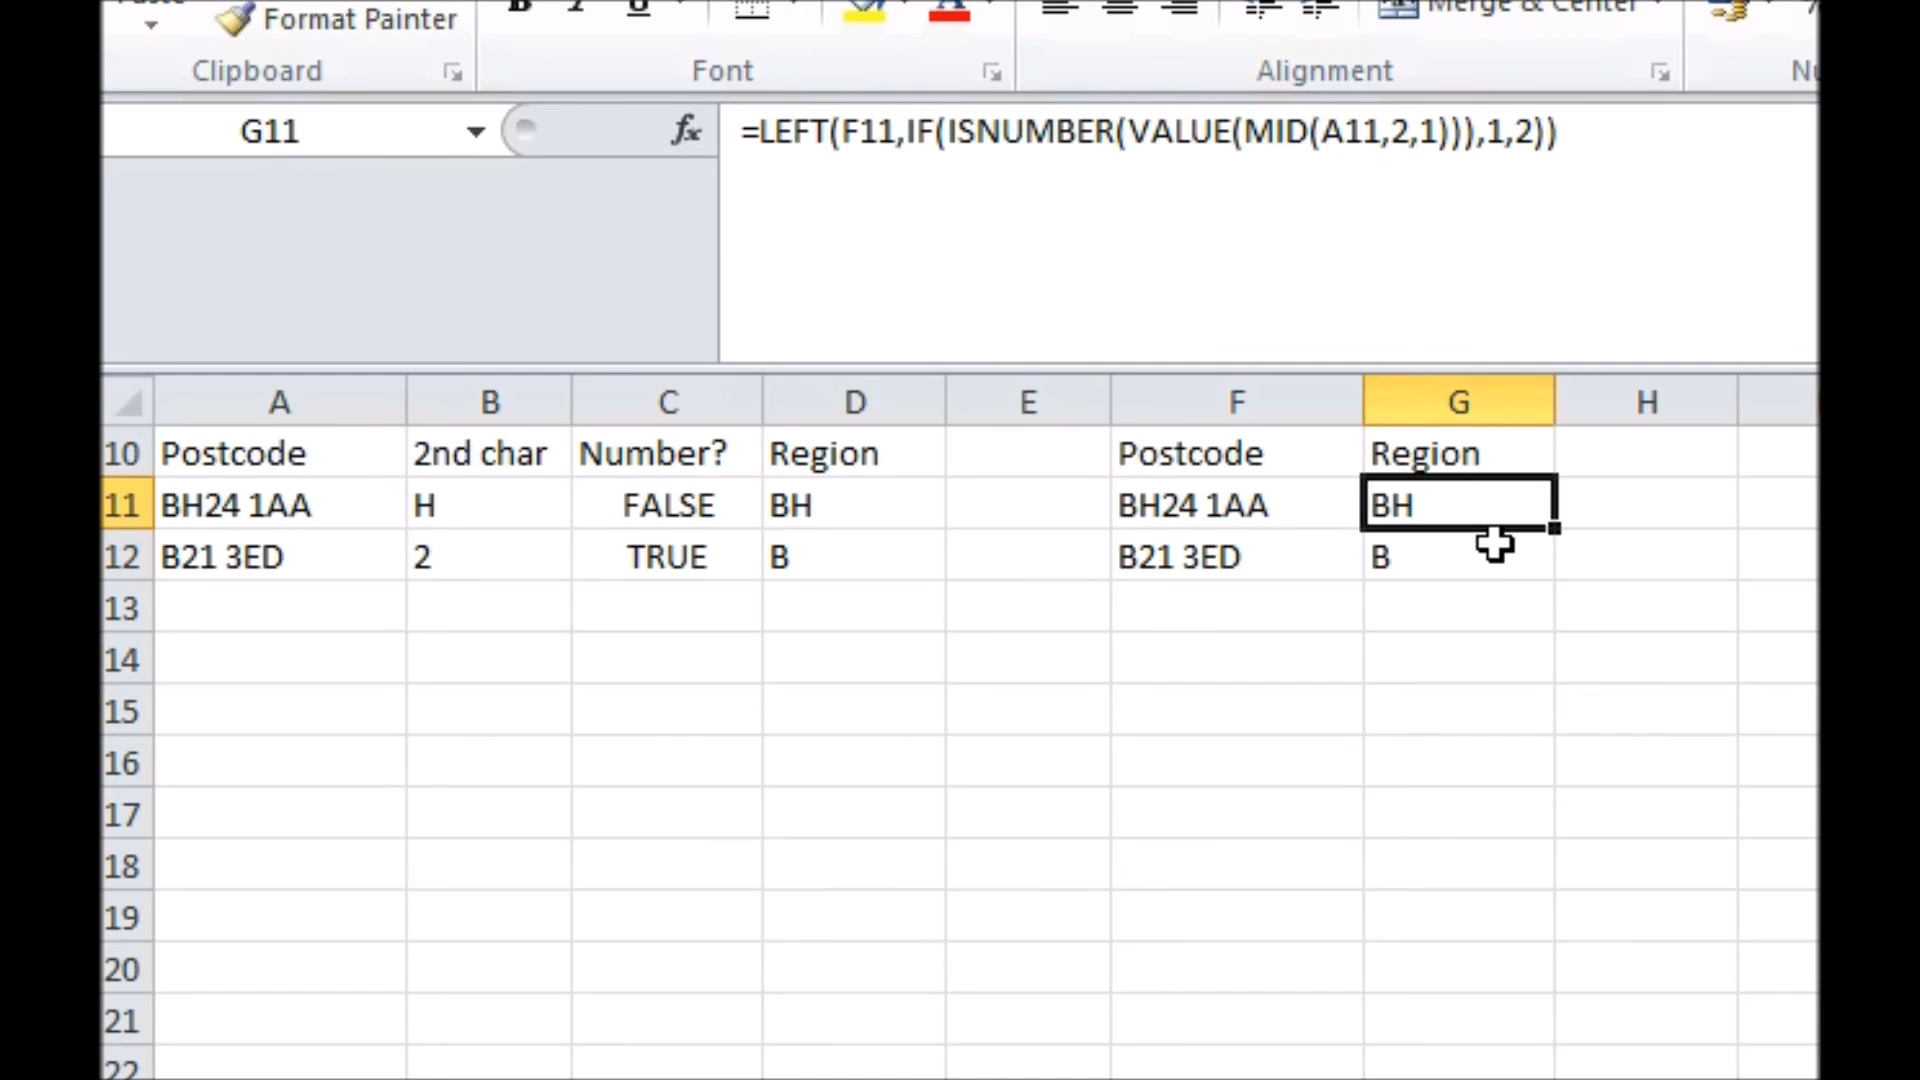 Format Painter
Clipboard Font Alignment
G11 fx =LEFT(F11,IF(ISNUMBER(VALUE(MID(A11,2,1))),1,2))
A B C D E F G H
10 Postcode 2nd char Number? Region Postcode Region
11 BH24 1AA H FALSE BH BH24 1AA BH
12 B21 3ED 2 TRUE B B21 3ED B
13
14
15
16
17
18
19
20
21
22